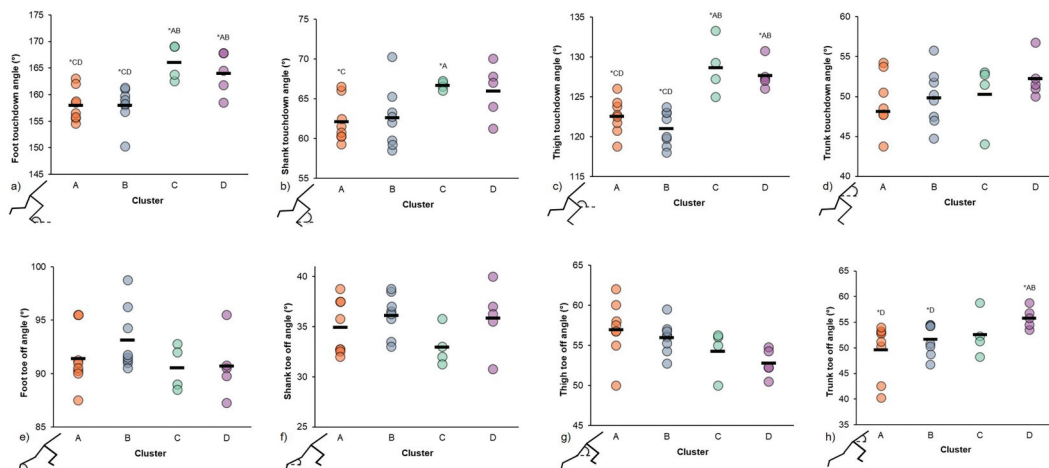 Foot touchdown angle (°)
170
165
160
155
150
145
*CD
*CD
*AB
*AB
A B C D
Cluster
a)
Shank touchdown angle (°)
75
70
65
60
55
*C
*A
A B C D
Cluster
b)
Thigh touchdown angle (°)
135
130
125
120
115
*CD
*CD
*AB
*AB
A B C D
Cluster
c)
Trunk touchdown angle (°)
60
55
50
45
40
A B C D
Cluster
d)
Foot toe off angle (°)
100
95
90
85
A B C D
Cluster
e)
Shank toe off angle (°)
45
40
35
30
25
A B C D
Cluster
f)
Thigh toe off angle (°)
65
60
55
50
45
A B C D
Cluster
g)
Trunk toe off angle (°)
65
60
55
50
45
40
35
*D
*D
*AB
A B C D
Cluster
h)